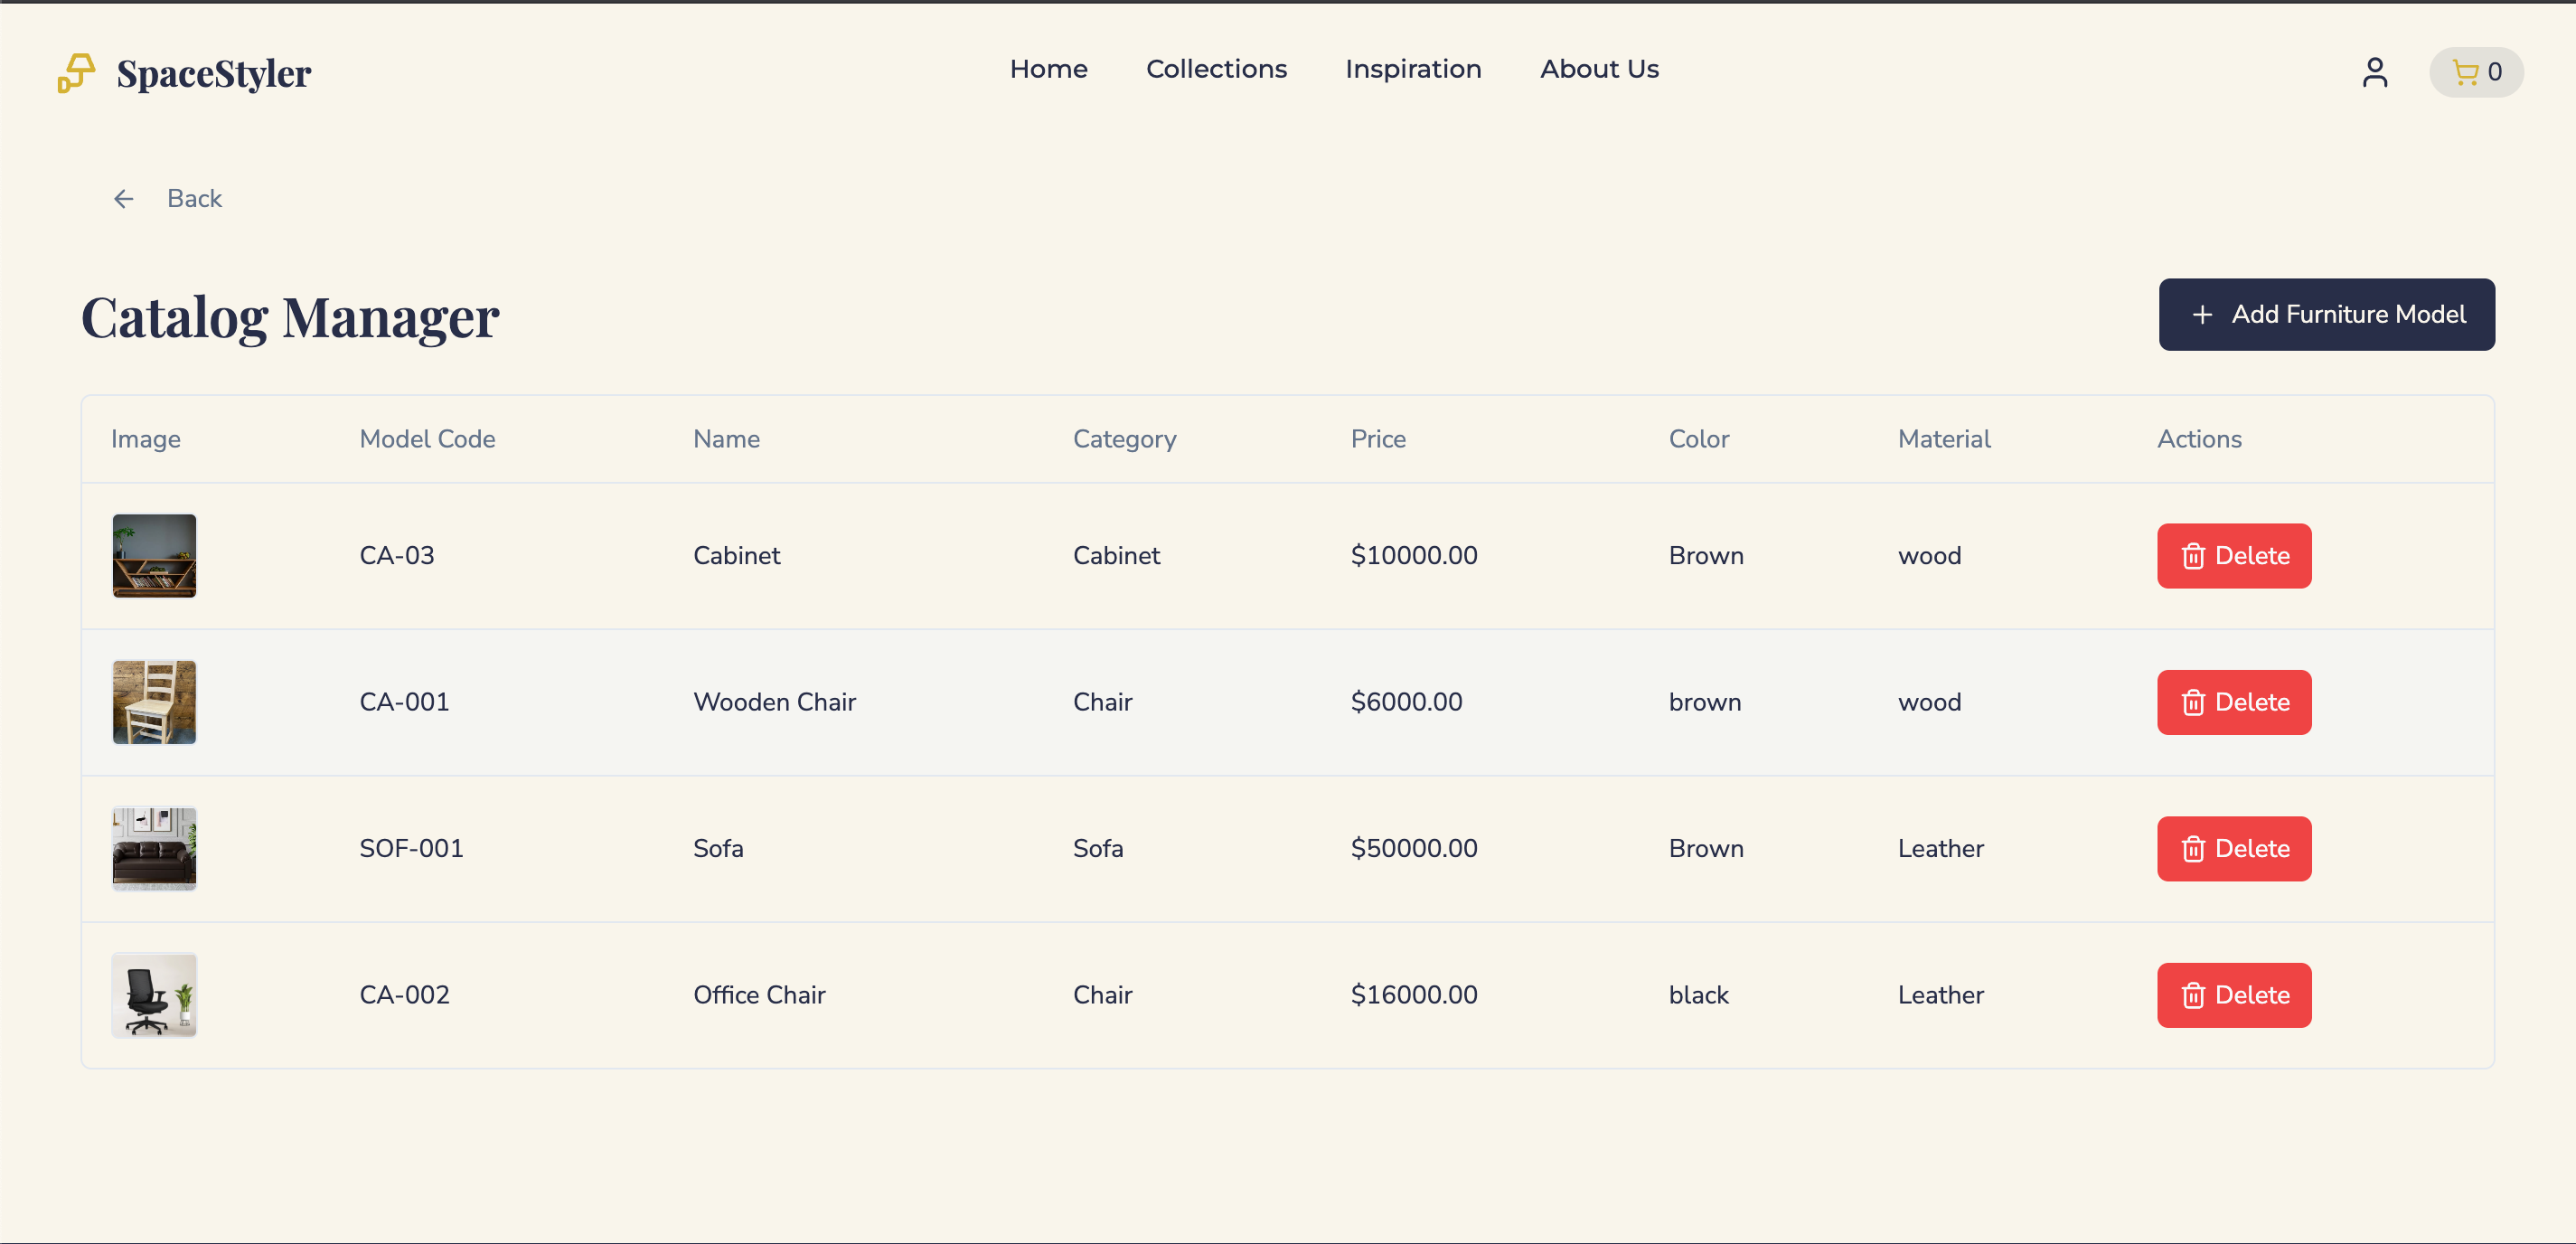 SpaceStyler
Home Collections Inspiration About Us
0
Back
Catalog Manager
Add Furniture Model
Image Model Code Name Category Price Color Material Actions
CA-03 Cabinet Cabinet $10000.00 Brown wood Delete
CA-001 Wooden Chair Chair $6000.00 brown wood Delete
SOF-001 Sofa Sofa $50000.00 Brown Leather Delete
CA-002 Office Chair Chair $16000.00 black Leather Delete